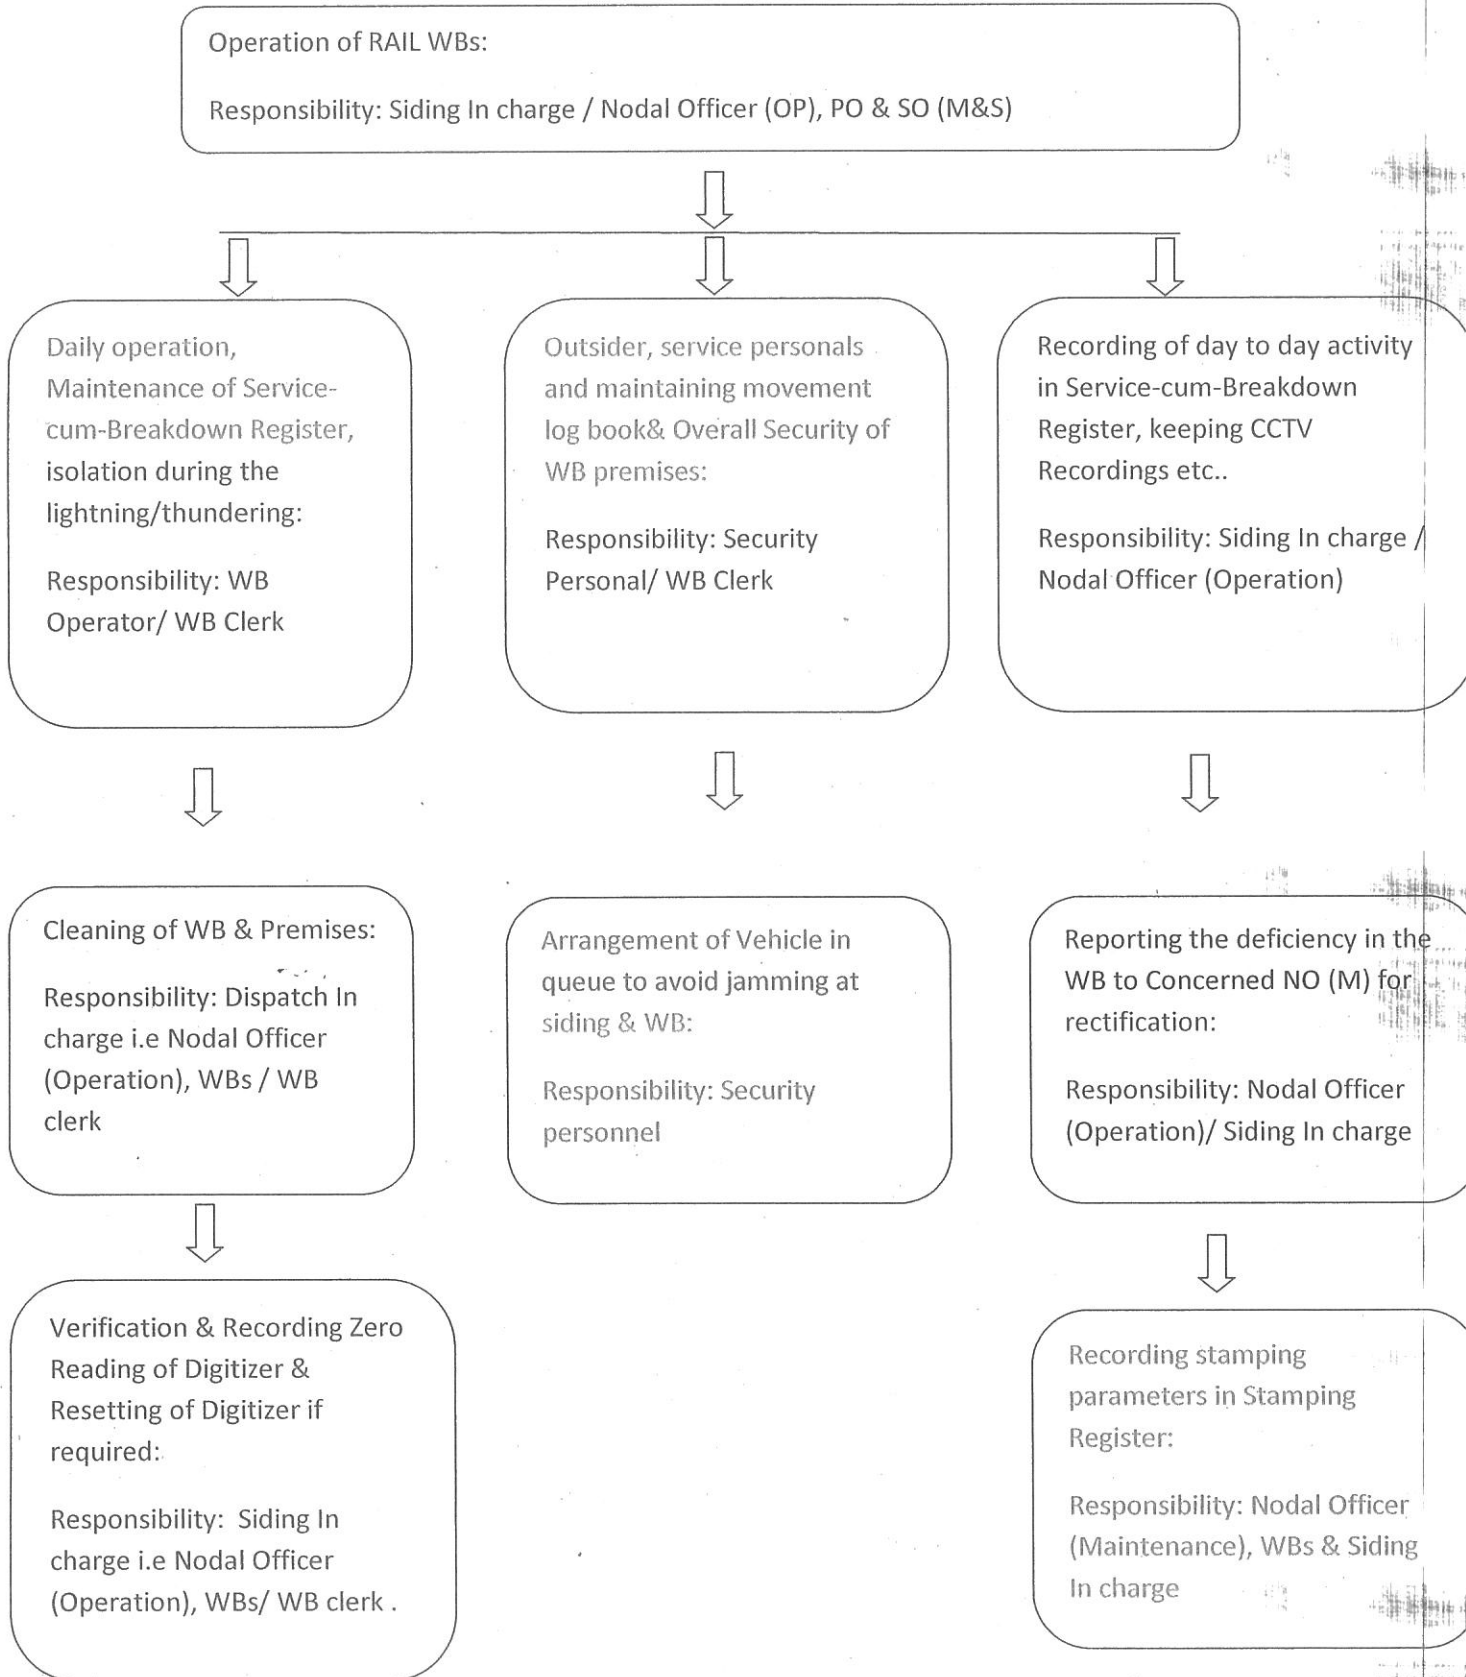 Operation of RAIL WBs:
Responsibility: Siding In charge / Nodal Officer (OP), PO & SO (M&S)
Daily operation,
Maintenance of Service-
cum-Breakdown Register,
isolation during the
lightning/thundering:
Responsibility: WB
Operator/ WB Clerk
Outsider, service personals
and maintaining movement
log book& Overall Security of
WB premises:
Responsibility: Security
Personal/ WB Clerk
Recording of day to day activity
in Service-cum-Breakdown
Register, keeping CCTV
Recordings etc..
Responsibility: Siding In charge /
Nodal Officer (Operation)
Cleaning of WB & Premises:
Responsibility: Dispatch In
charge i.e Nodal Officer
(Operation), WBs / WB
clerk
Arrangement of Vehicle in
queue to avoid jamming at
siding & WB:
Responsibility: Security
personnel
Reporting the deficiency in the
WB to Concerned NO (M) for
rectification:
Responsibility: Nodal Officer
(Operation)/ Siding In charge
Verification & Recording Zero
Reading of Digitizer &
Resetting of Digitizer if
required:
Responsibility:  Siding In
charge i.e Nodal Officer
(Operation), WBs/ WB clerk .
Recording stamping
parameters in Stamping
Register:
Responsibility: Nodal Officer
(Maintenance), WBs & Siding
In charge